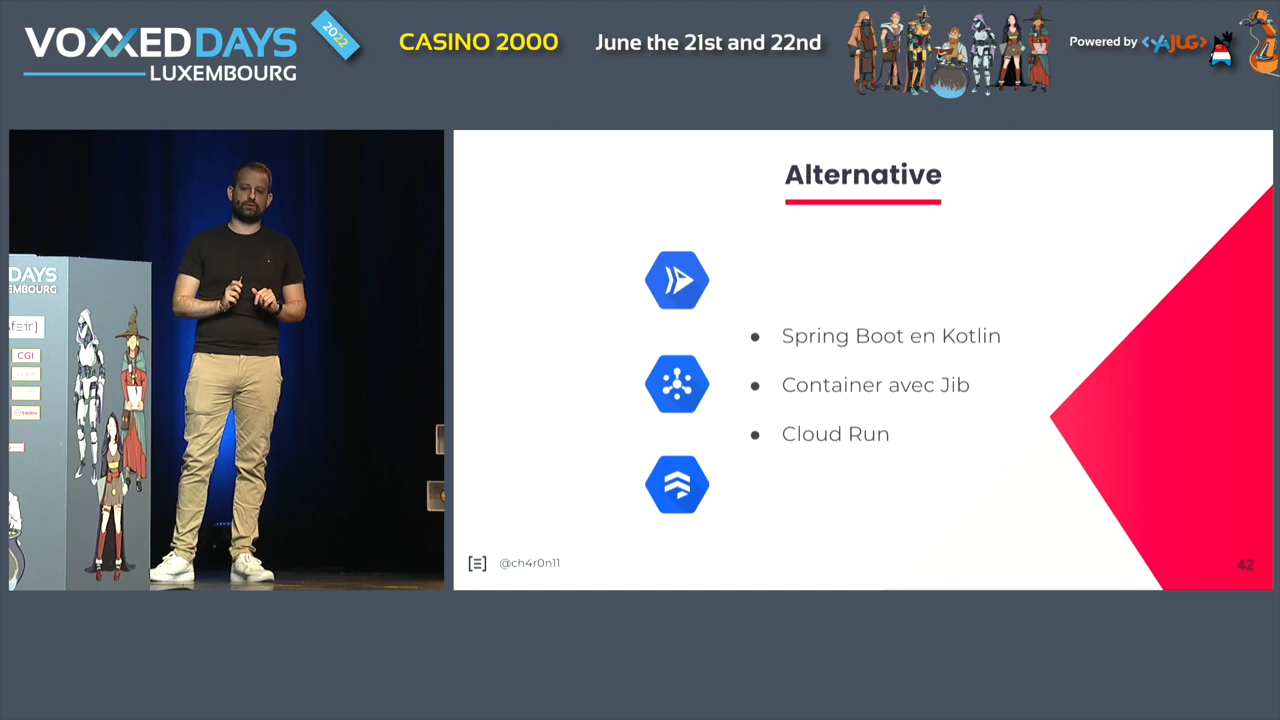 VOXXEDDAYS
LUXEMBOURG
2022
CASINO 2000
June the 21st and 22nd
Powered by <YAJUG>
DAYS
EMBOURG
CGI
Alternative
● Spring Boot en Kotlin
● Container avec Jib
● Cloud Run
@ch4r0n11
42